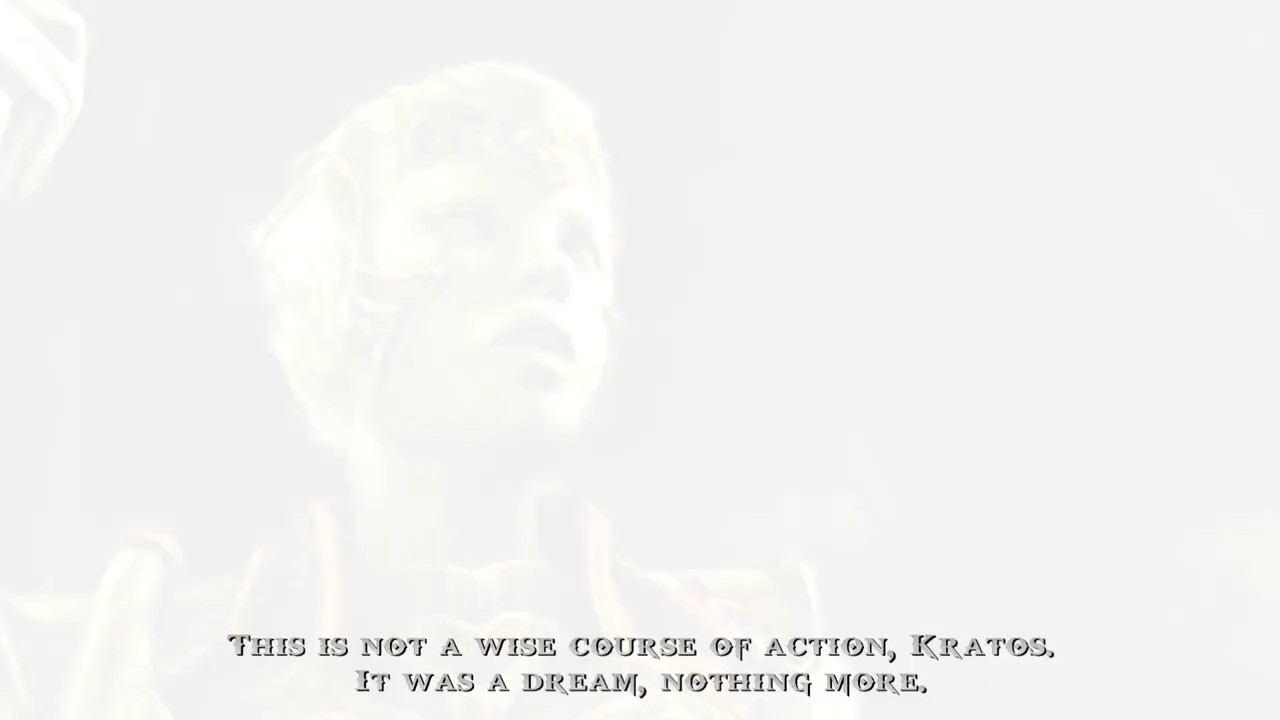 This is not a wise course of action, Kratos.
It was a dream, nothing more.